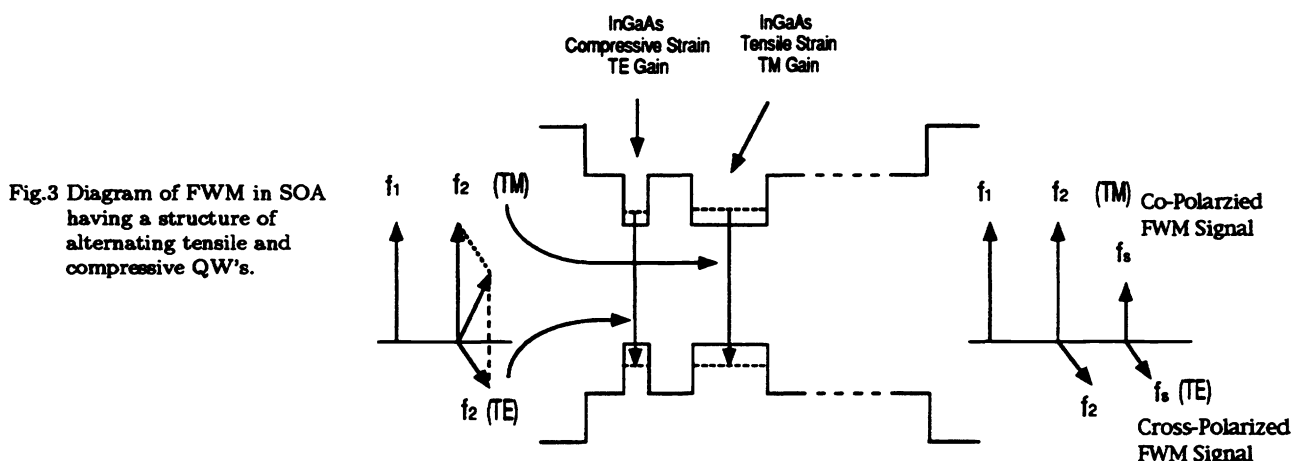 InGaAs
Compressive Strain
TE Gain
InGaAs
Tensile Strain
TM Gain
Fig.3 Diagram of FWM in SOA
having a structure of
alternating tensile and
compressive QW's.
f1
f2 (TM)
f2 (TE)
f1
f2
(TM)
Co-Polarzied
FWM Signal
fs
f2
fs (TE)
Cross-Polarized
FWM Signal